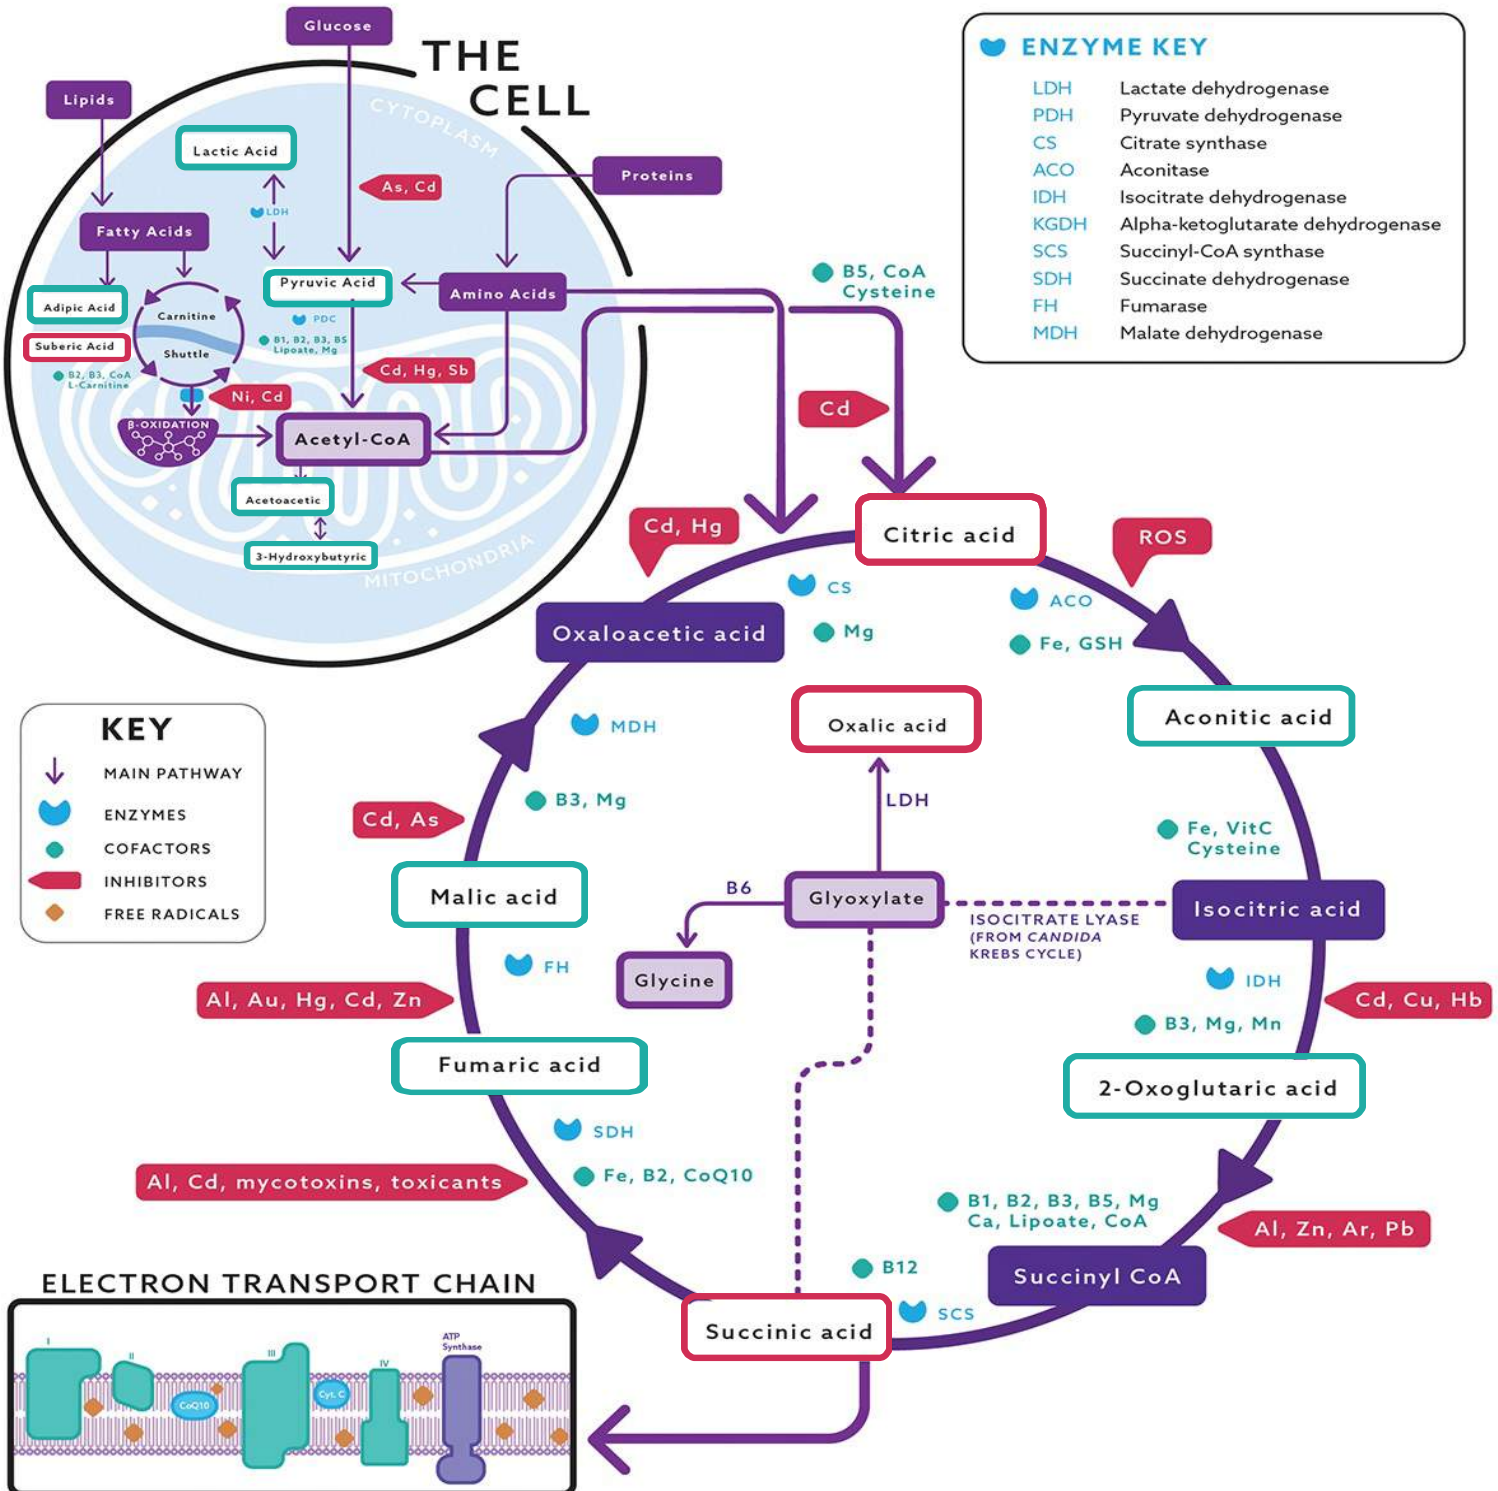 Glucose
THE
CELL
Lipids
CYTOPLASM
Lactic Acid
As, Cd
Proteins
LDH
Fatty Acids
Pyruvic Acid
Amino Acids
Adipic Acid
Carnitine
Shuttle
Suberic Acid
PDC
B1, B2, B3, B5
Lipoate, Mg
B2, B3, CoA
L-Carnitine
Cd, Hg, Sb
Ni, Cd
β-OXIDATION
Acetyl-CoA
Acetoacetic
3-Hydroxybutyric
MITOCHONDRIA
ENZYME KEY
LDH Lactate dehydrogenase
PDH Pyruvate dehydrogenase
CS Citrate synthase
ACO Aconitase
IDH Isocitrate dehydrogenase
KGDH Alpha-ketoglutarate dehydrogenase
SCS Succinyl-CoA synthase
SDH Succinate dehydrogenase
FH Fumarase
MDH Malate dehydrogenase
B5, CoA
Cysteine
Cd
Cd, Hg
Citric acid
ROS
CS
Mg
ACO
Fe, GSH
Oxaloacetic acid
Aconitic acid
Oxalic acid
MDH
B3, Mg
LDH
Cd, As
Fe, VitC
Cysteine
Malic acid
B6
Glyoxylate
ISOCITRATE LYASE
(FROM CANDIDA
KREBS CYCLE)
Isocitric acid
Glycine
FH
IDH
B3, Mg, Mn
Cd, Cu, Hb
Al, Au, Hg, Cd, Zn
Fumaric acid
2-Oxoglutaric acid
SDH
Fe, B2, CoQ10
Al, Cd, mycotoxins, toxicants
B1, B2, B3, B5, Mg
Ca, Lipoate, CoA
Al, Zn, Ar, Pb
B12
Succinyl CoA
SCS
Succinic acid
KEY
MAIN PATHWAY
ENZYMES
COFACTORS
INHIBITORS
FREE RADICALS
ELECTRON TRANSPORT CHAIN
I
II
CoQ10
III
Cyt. C
IV
ATP
Synthase